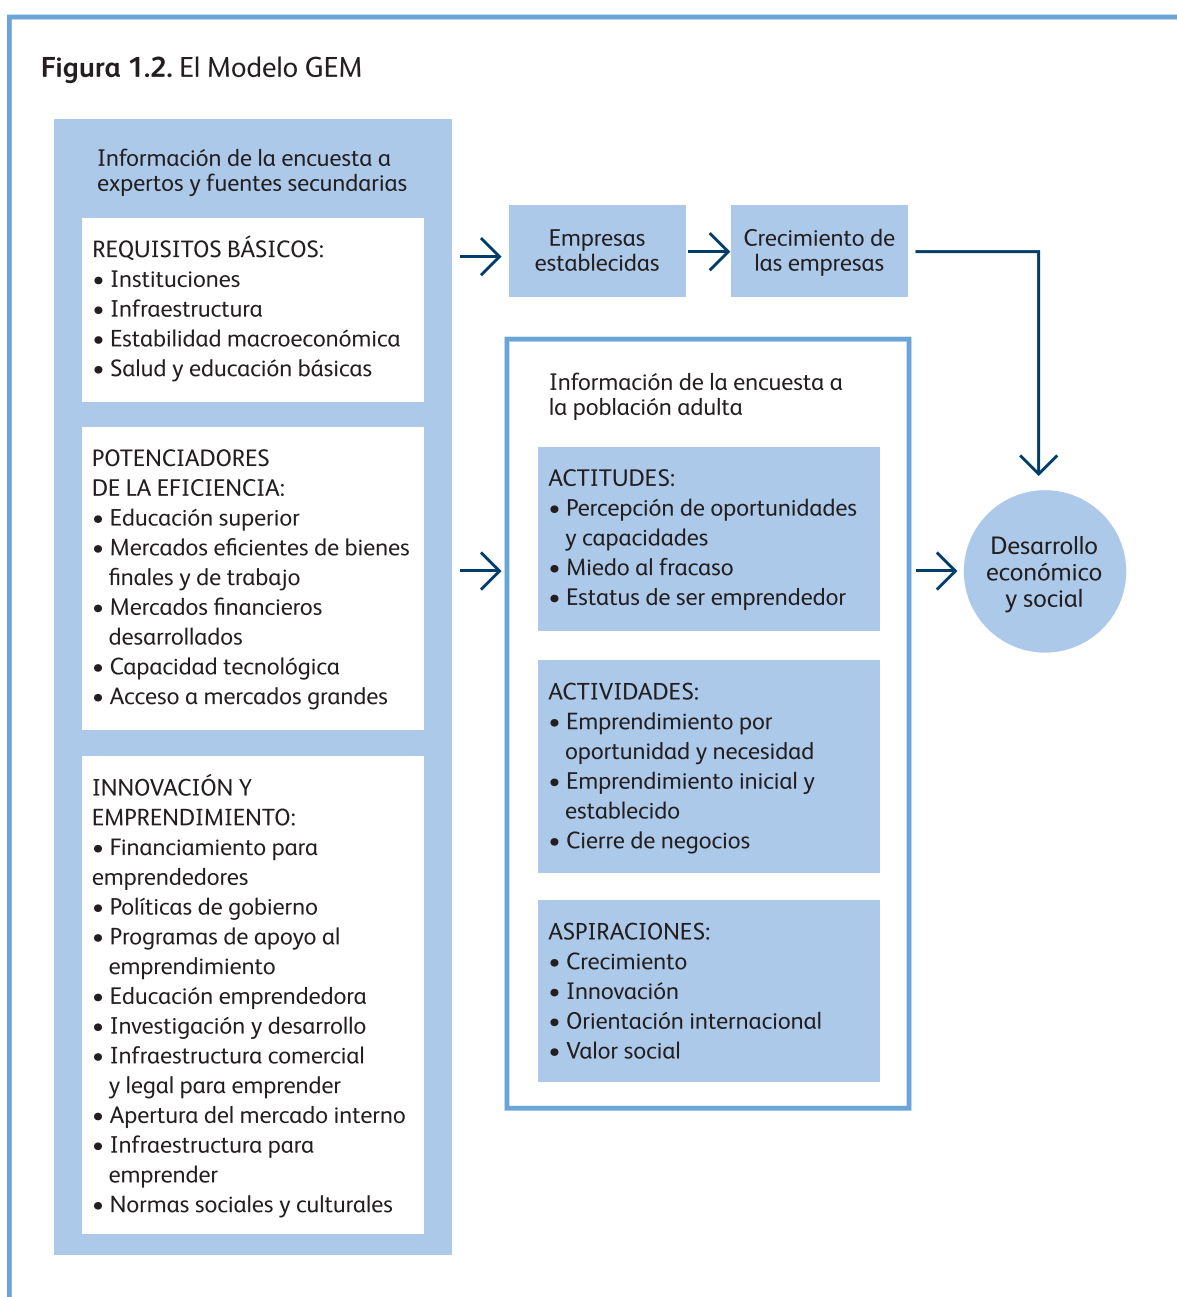 Figura 1.2. El Modelo GEM
Información de la encuesta a
expertos y fuentes secundarias
REQUISITOS BÁSICOS:
• Instituciones
• Infraestructura
• Estabilidad macroeconómica
• Salud y educación básicas
POTENCIADORES
DE LA EFICIENCIA:
• Educación superior
• Mercados eficientes de bienes
finales y de trabajo
• Mercados financieros
desarrollados
• Capacidad tecnológica
• Acceso a mercados grandes
INNOVACIÓN Y
EMPRENDIMIENTO:
• Financiamiento para
emprendedores
• Políticas de gobierno
• Programas de apoyo al
emprendimiento
• Educación emprendedora
• Investigación y desarrollo
• Infraestructura comercial
y legal para emprender
• Apertura del mercado interno
• Infraestructura para
emprender
• Normas sociales y culturales
Empresas
establecidas
Crecimiento de
las empresas
Información de la encuesta a
la población adulta
ACTITUDES:
• Percepción de oportunidades
y capacidades
• Miedo al fracaso
• Estatus de ser emprendedor
ACTIVIDADES:
• Emprendimiento por
oportunidad y necesidad
• Emprendimiento inicial y
establecido
• Cierre de negocios
ASPIRACIONES:
• Crecimiento
• Innovación
• Orientación internacional
• Valor social
Desarrollo
económico
y social